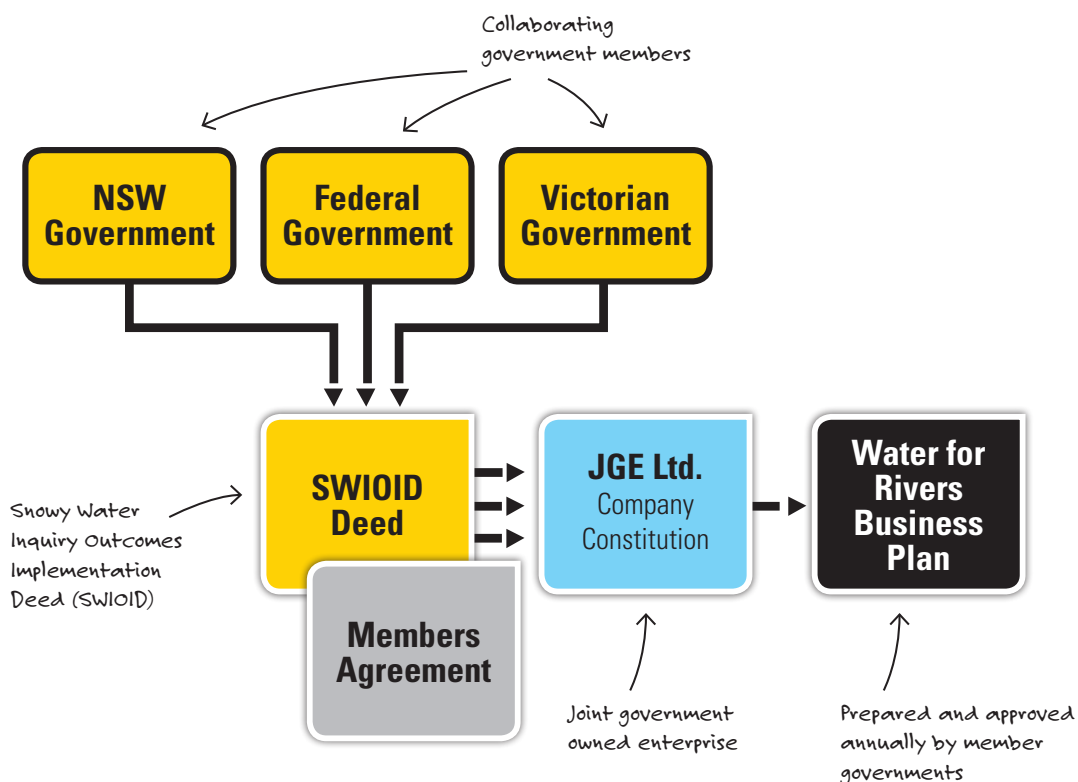 Collaborating
government members
NSW
Government
Federal
Government
Victorian
Government
SWIOID
Deed
JGE Ltd.
Company
Constitution
Water for
Rivers
Business
Plan
Snowy Water
Inquiry Outcomes
Implementation
Deed (SWIOID)
Members
Agreement
Joint government
owned enterprise
Prepared and approved
annually by member
governments